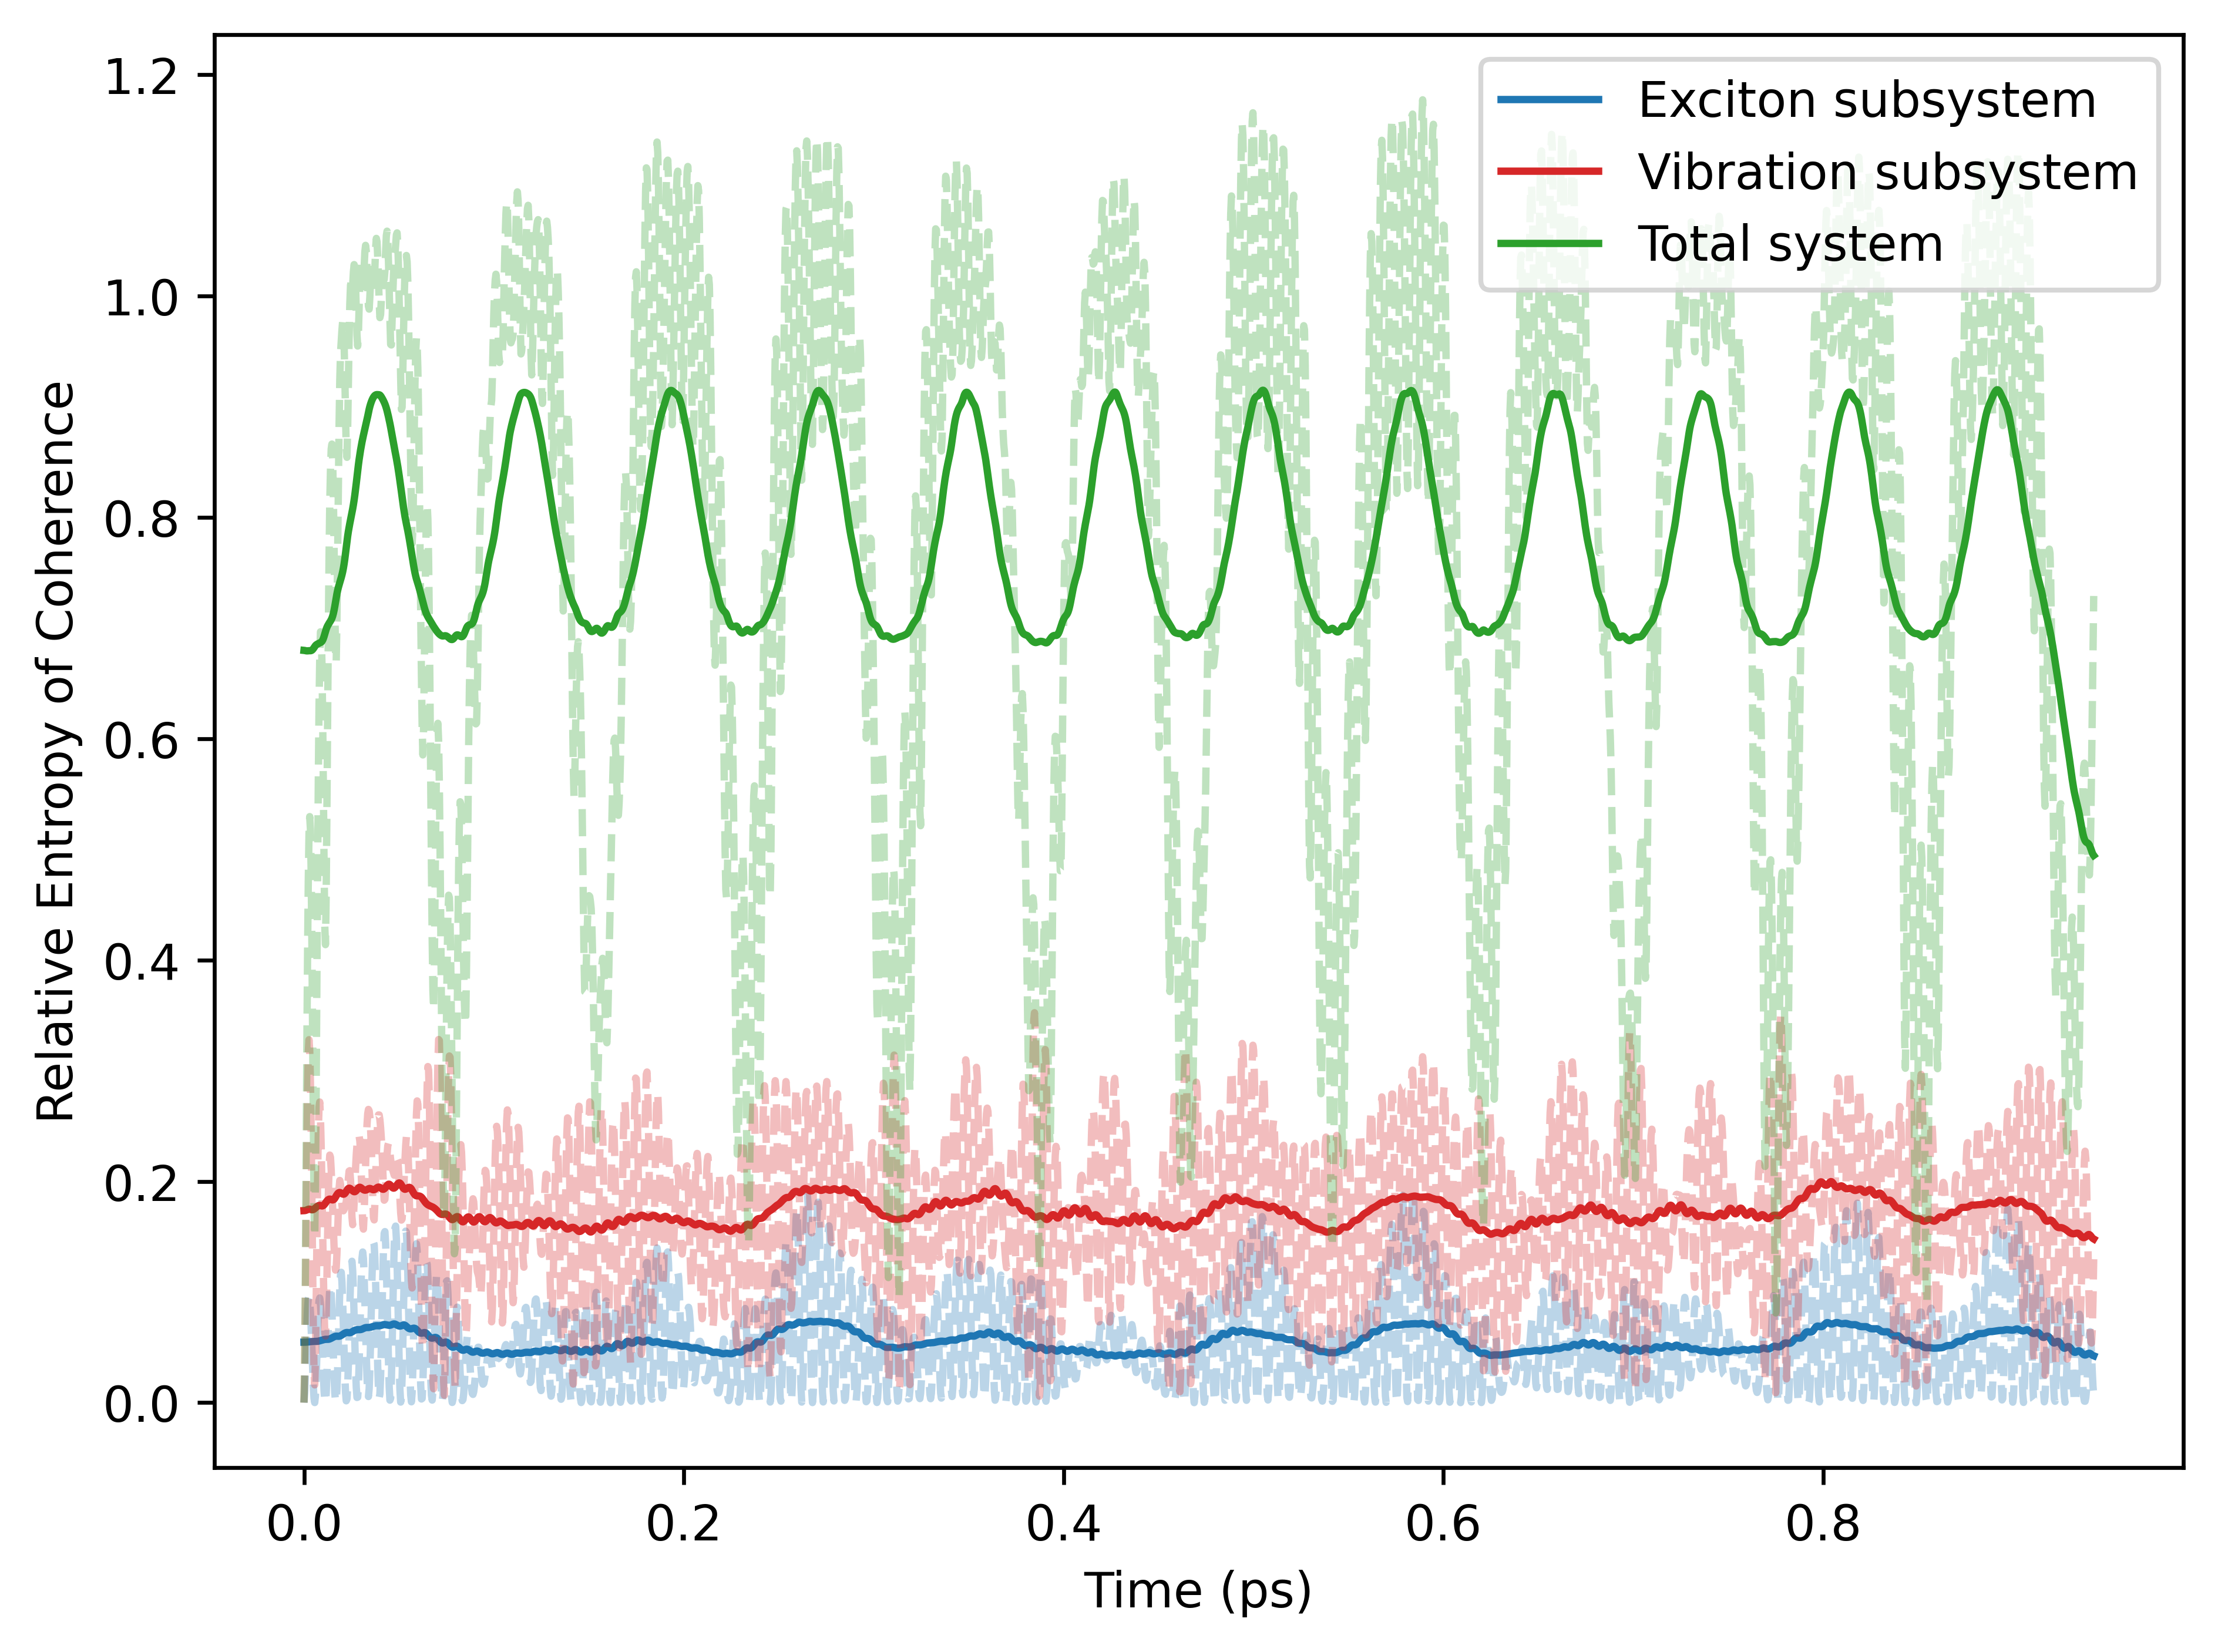 Exciton subsystem
Vibration subsystem
Total system
Relative Entropy of Coherence
1.2
1.0
0.8
0.6
0.4
0.2
0.0
0.0 0.2 0.4 0.6 0.8
Time (ps)